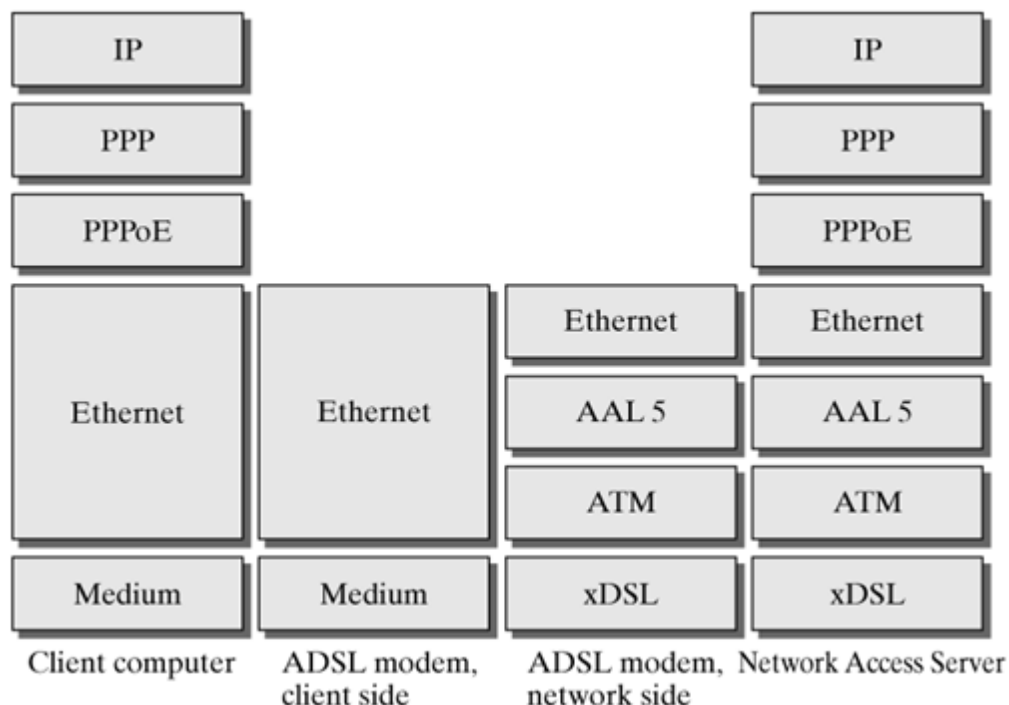 IP
IP
PPP
PPP
PPPoE
PPPoE
Ethernet
Ethernet
Ethernet
Ethernet
AAL 5
AAL 5
ATM
ATM
Medium
Medium
xDSL
xDSL
Client computer
ADSL modem,
client side
ADSL modem,
network side
Network Access Server